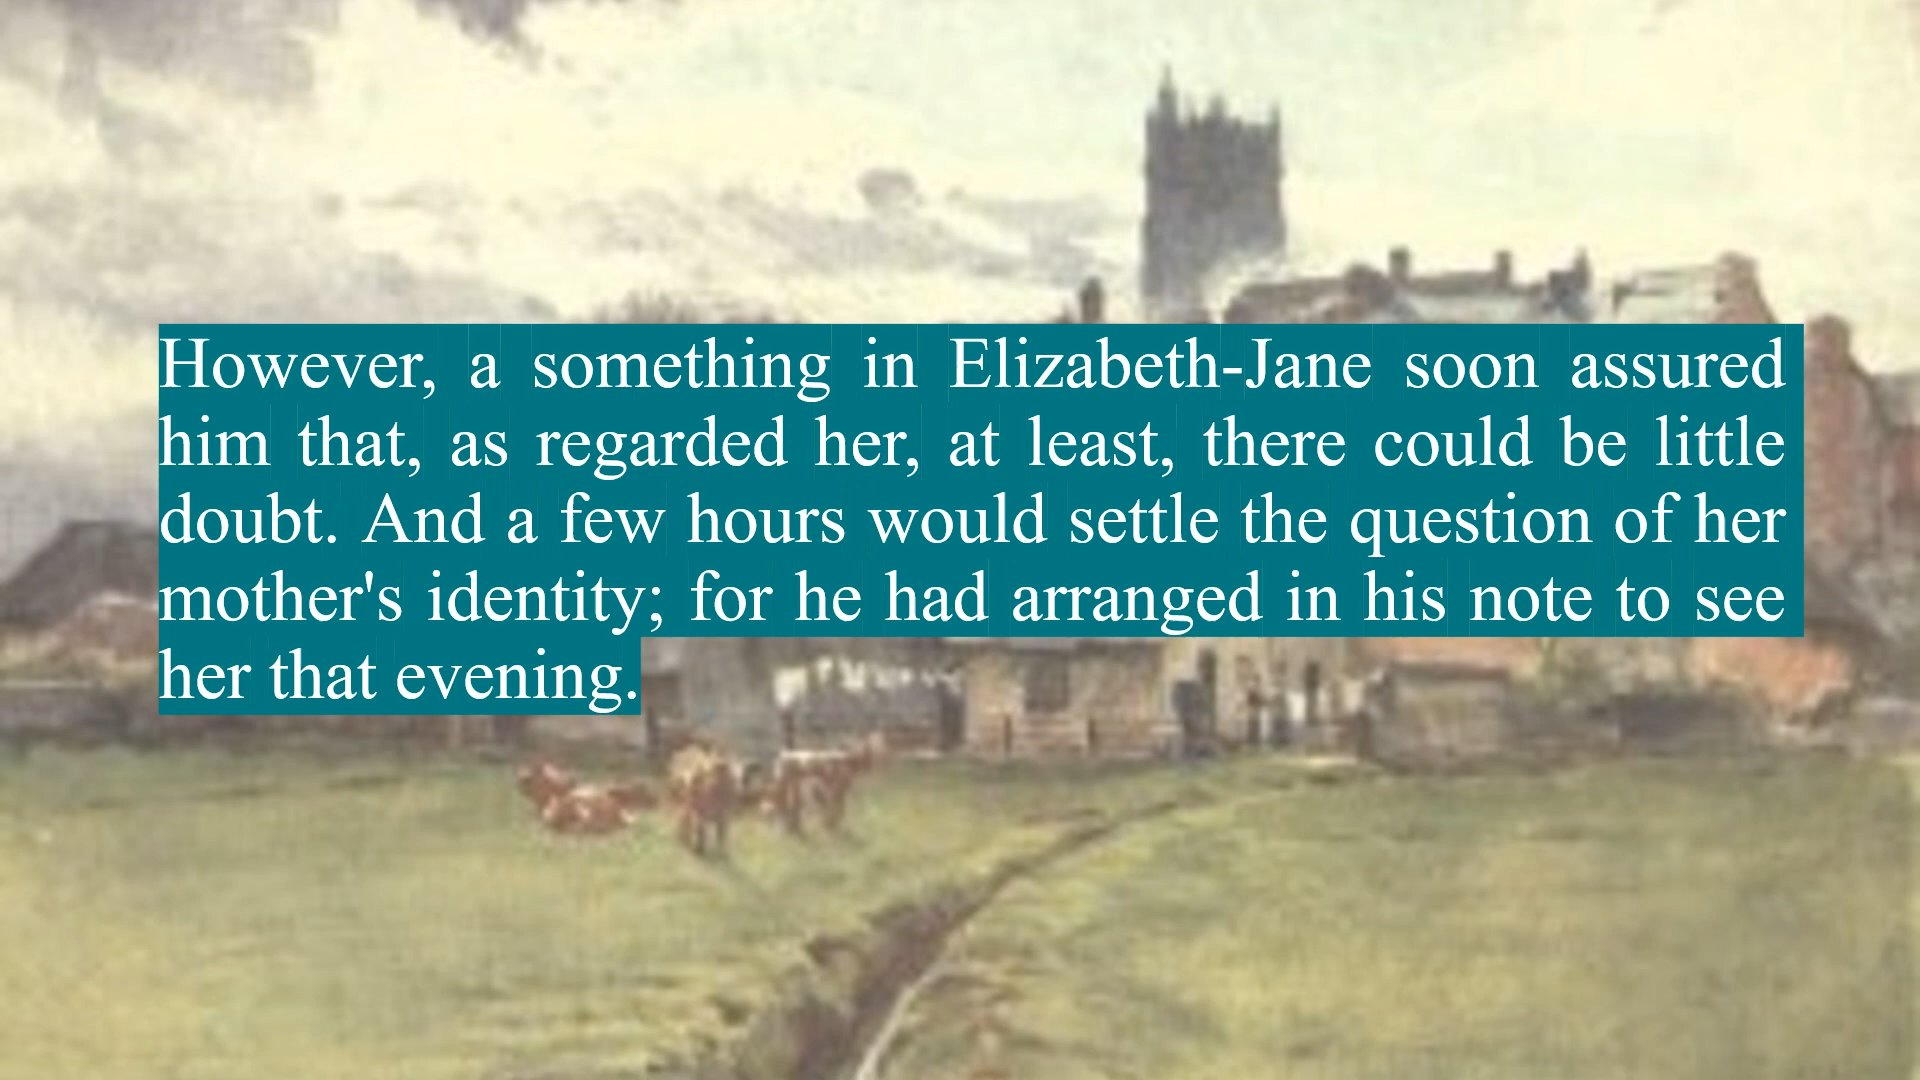 However, a something in Elizabeth-Jane soon assured
him that, as regarded her, at least, there could be little
doubt. And a few hours would settle the question of her
mother's identity; for he had arranged in his note to see
her that evening.